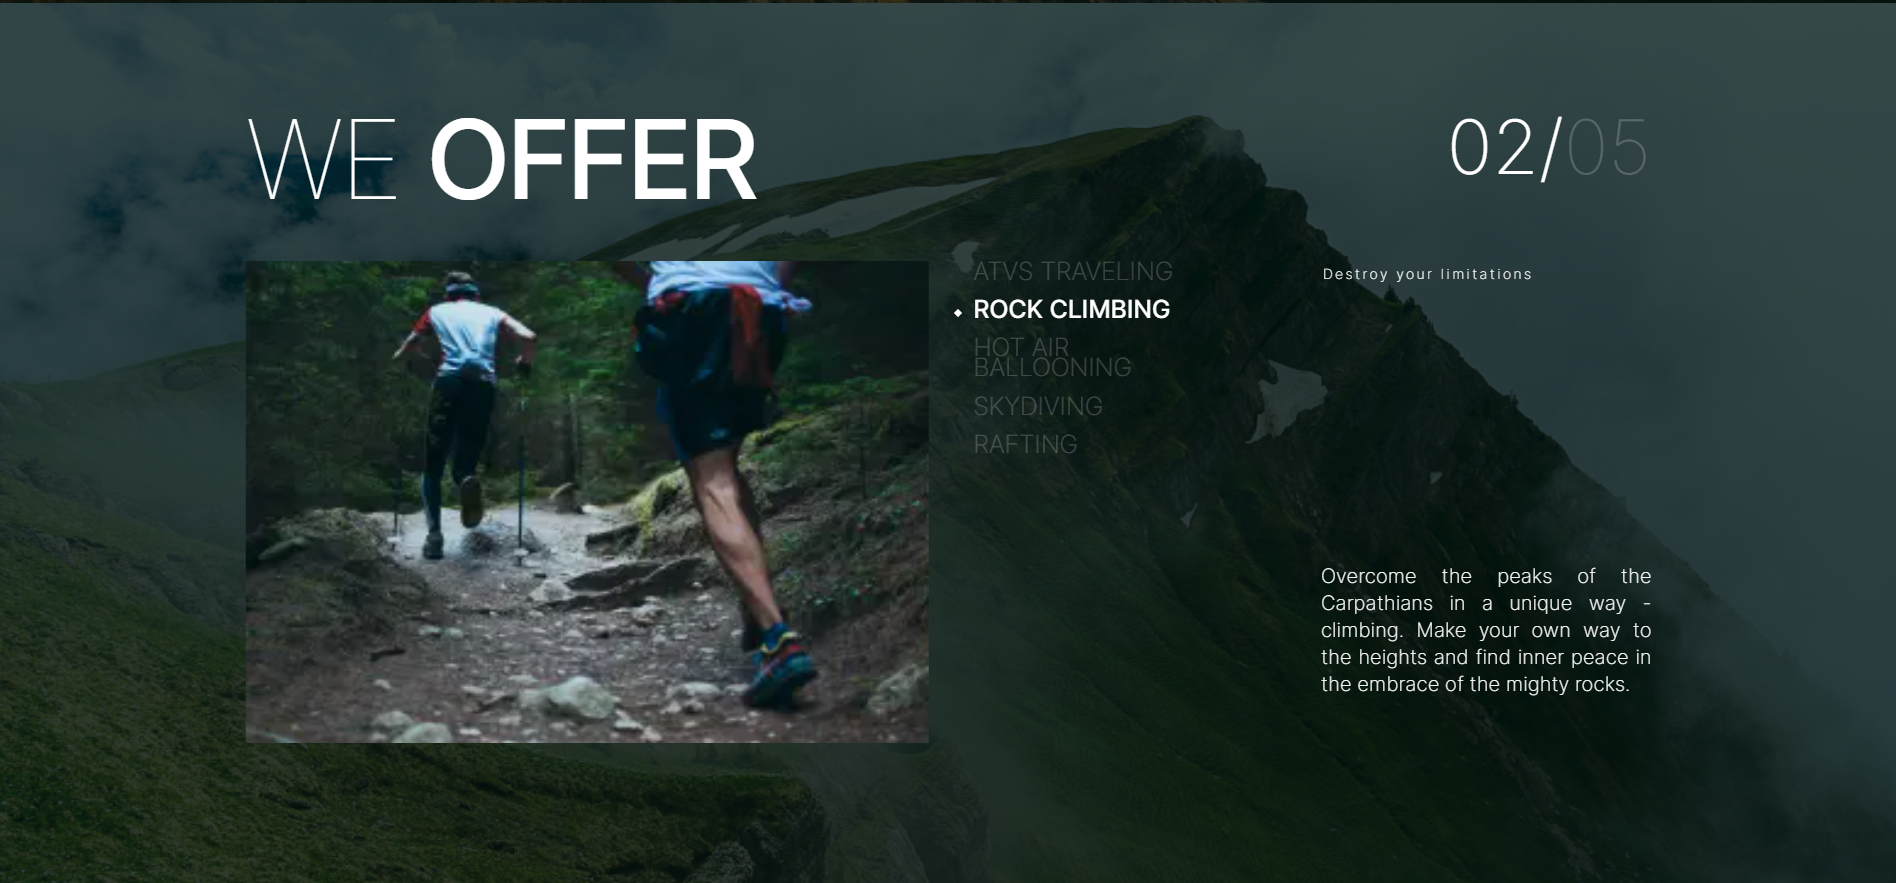 WE OFFER
02/05
ATVS TRAVELING
ROCK CLIMBING
HOT AIR
BALLOONING
SKYDIVING
RAFTING
Destroy your limitations
Overcome the peaks of the
Carpathians in a unique way -
climbing. Make your own way to
the heights and find inner peace in
the embrace of the mighty rocks.